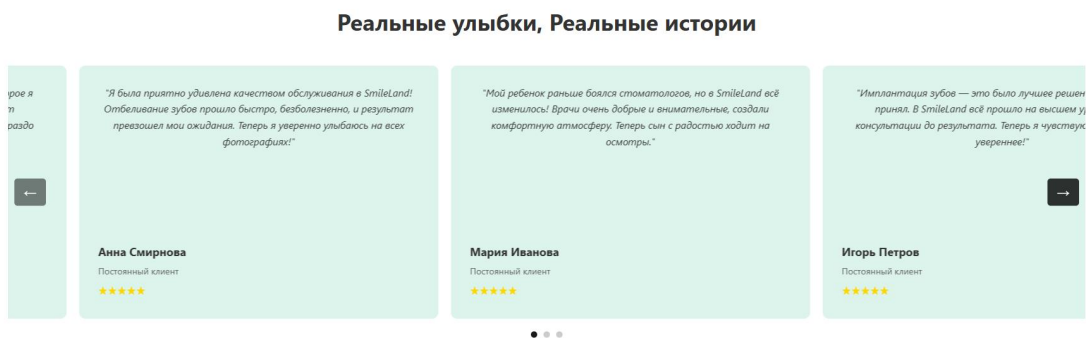 Реальные улыбки, Реальные истории
"Я была приятно удивлена качеством обслуживания в SmileLand!
Отбеливание зубов прошло быстро, безболезненно, и результат
превзошел мои ожидания. Теперь я уверенно улыбаюсь на всех
фотографиях!"
Анна Смирнова
Постоянный клиент
★★★★★
"Мой ребенок раньше боялся стоматологов, но в SmileLand всё
изменилось! Врачи очень добрые и внимательные, создали
комфортную атмосферу. Теперь сын с радостью ходит на
осмотры."
Мария Иванова
Постоянный клиент
★★★★★
"Имплантация зубов — это было лучшее
принял. В SmileLand всё прошло на высшем
консультации до результата. Теперь я
увереннее!"
Игорь Петров
Постоянный клиент
★★★★★
← →